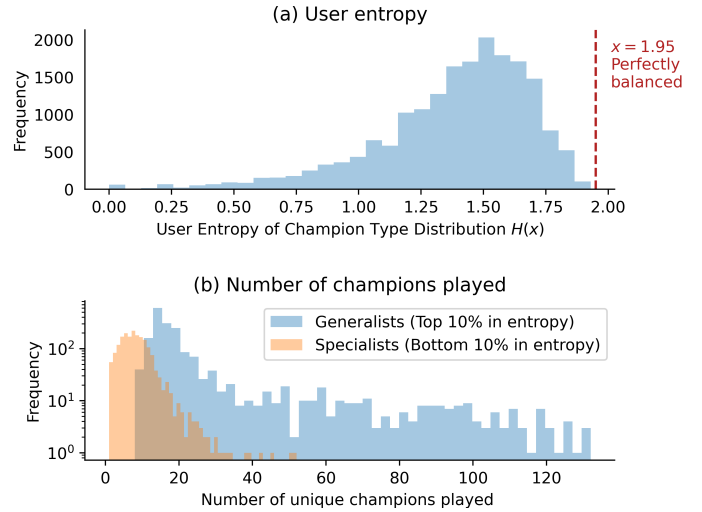 (a) User entropy
2000
1500
1000
500
0
Frequency
x = 1.95
Perfectly
balanced
0.00 0.25 0.50 0.75 1.00 1.25 1.50 1.75 2.00
User Entropy of Champion Type Distribution H(x)
(b) Number of champions played
Generalists (Top 10% in entropy)
Specialists (Bottom 10% in entropy)
10²
10¹
10⁰
Frequency
0 20 40 60 80 100 120
Number of unique champions played